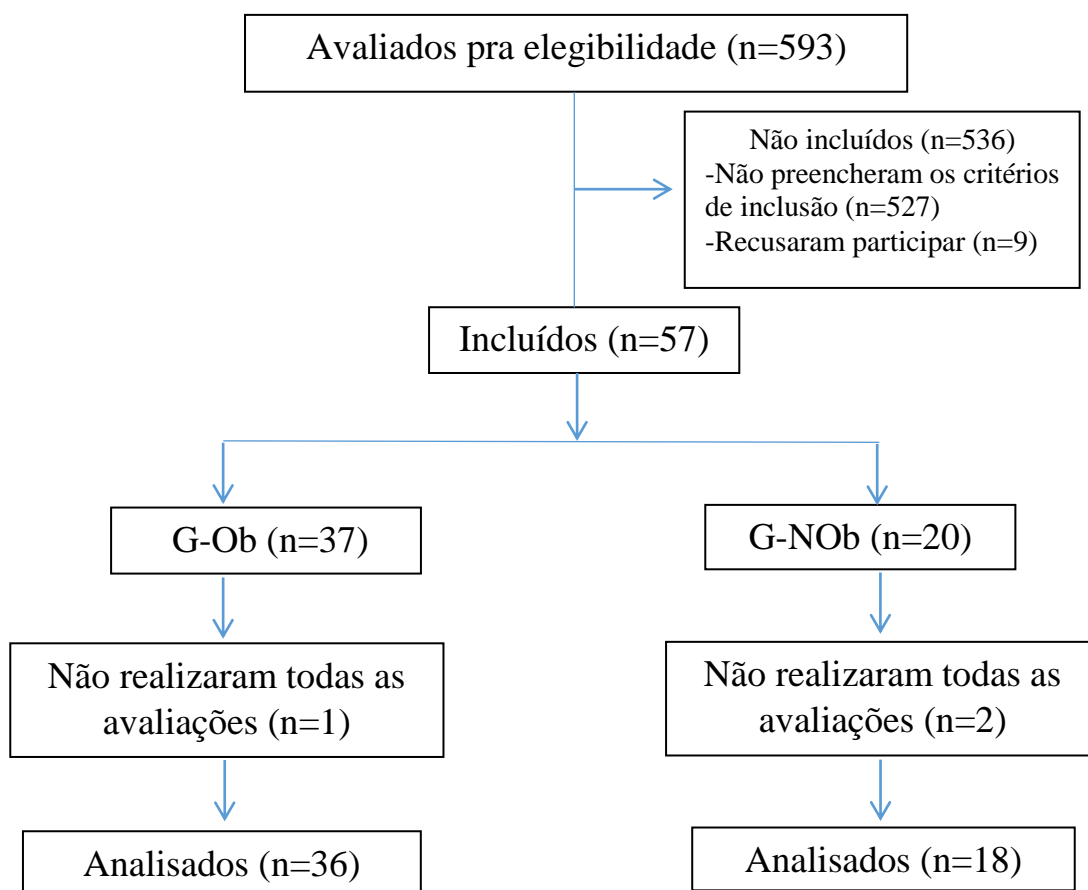 Avaliados pra elegibilidade (n=593)
Não incluídos (n=536)
-Não preencheram os critérios
de inclusão (n=527)
-Recusaram participar (n=9)
Incluídos (n=57)
G-Ob (n=37)
G-NOb (n=20)
Não realizaram todas as
avaliações (n=1)
Não realizaram todas as
avaliações (n=2)
Analisados (n=36)
Analisados (n=18)